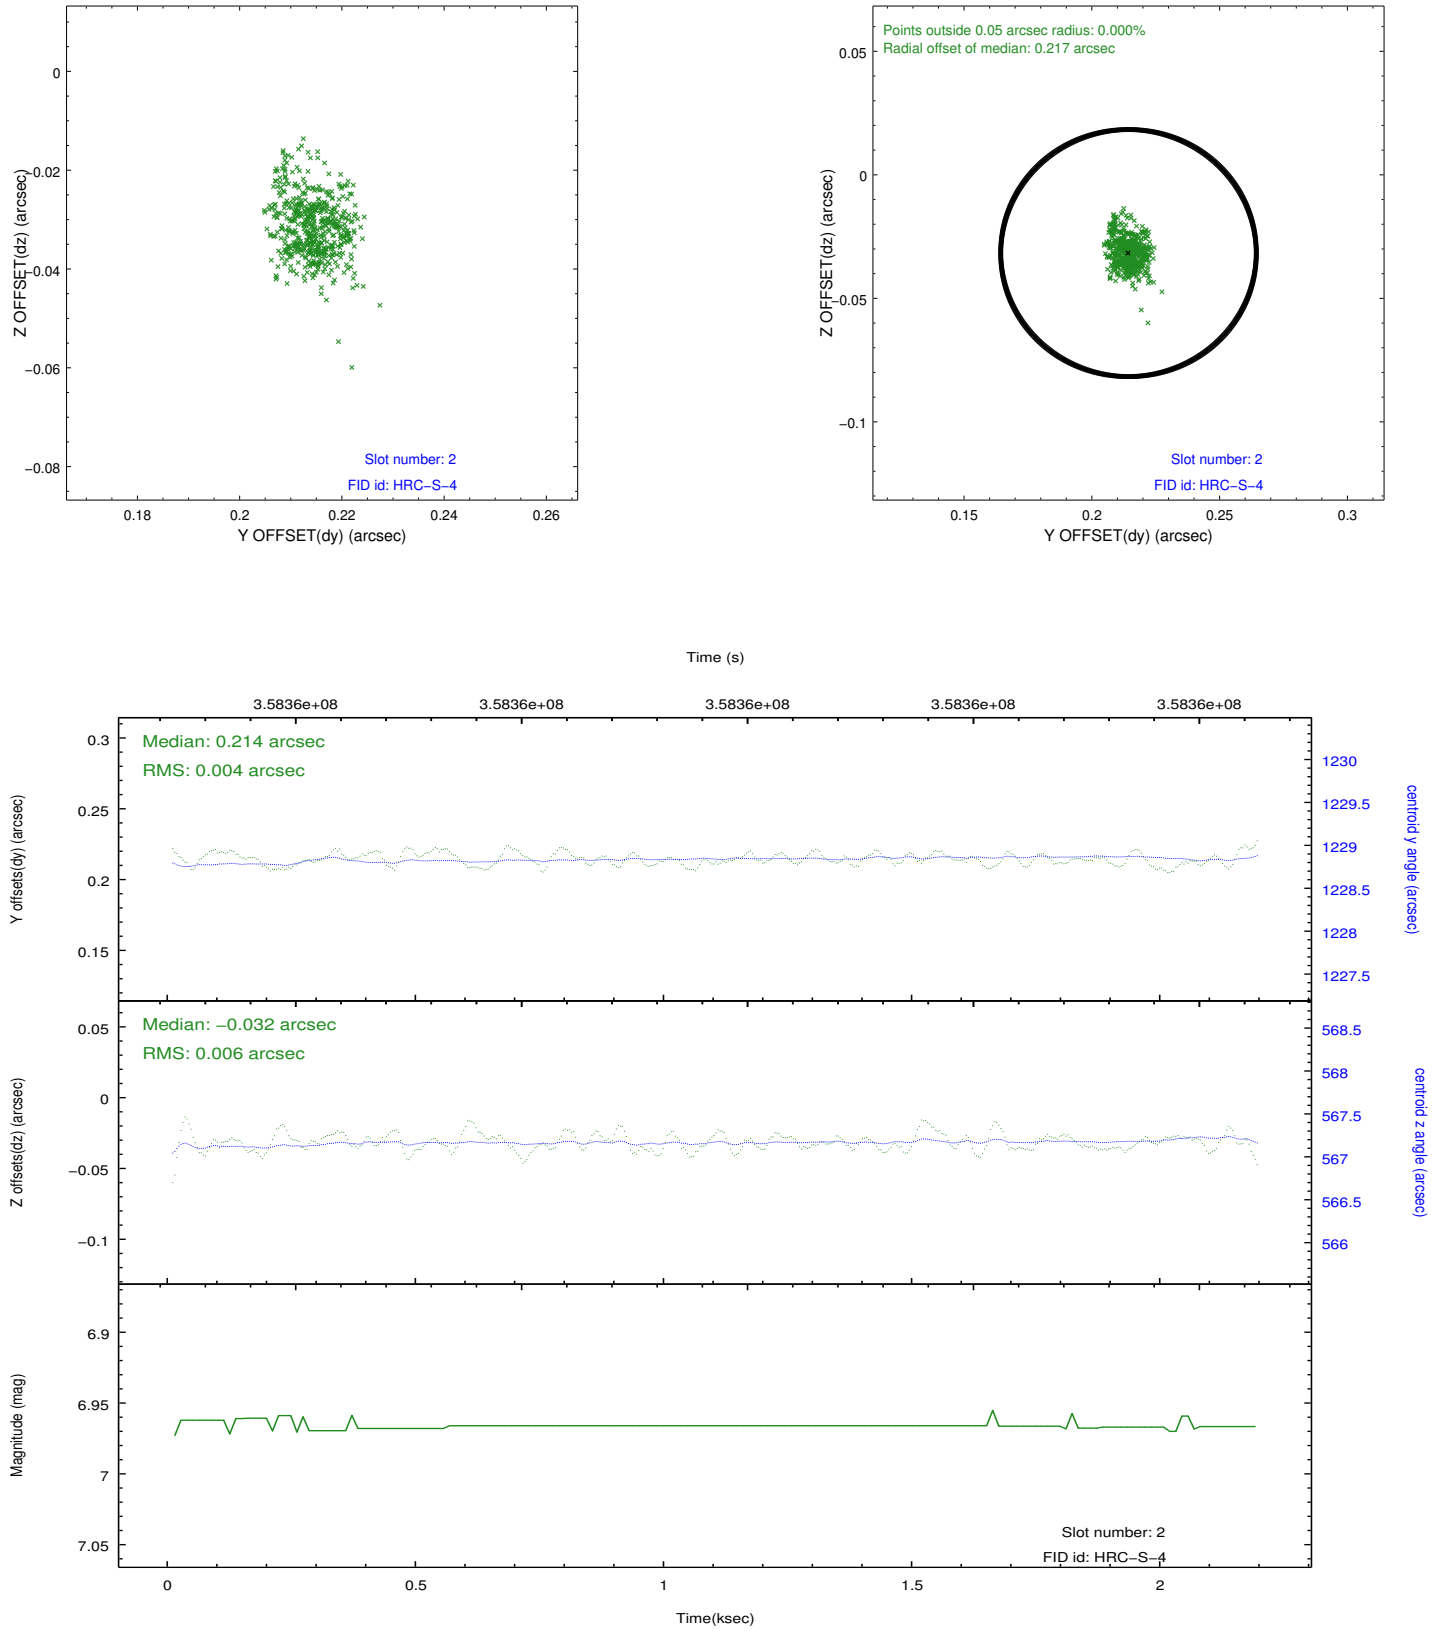 0
−0.02
−0.04
−0.06
−0.08
Z OFFSET(dz) (arcsec)
Slot number: 2
FID id: HRC−S−4
0.18
0.2
0.22
0.24
0.26
Y OFFSET(dy) (arcsec)
Points outside 0.05 arcsec radius: 0.000%
Radial offset of median: 0.217 arcsec
0.05
0
−0.05
−0.1
Z OFFSET(dz) (arcsec)
Slot number: 2
FID id: HRC−S−4
0.15
0.2
0.25
0.3
Y OFFSET(dy) (arcsec)
Time (s)
3.5836e+08
3.5836e+08
3.5836e+08
3.5836e+08
3.5836e+08
Median: 0.214 arcsec
RMS: 0.004 arcsec
0.3
0.25
0.2
0.15
Y offsets(dy) (arcsec)
1230
1229.5
1229
1228.5
1228
1227.5
centroid y angle (arcsec)
Median: −0.032 arcsec
RMS: 0.006 arcsec
0.05
0
−0.05
−0.1
Z offsets(dz) (arcsec)
568.5
568
567.5
567
566.5
566
centroid z angle (arcsec)
6.9
6.95
7
7.05
Magnitude (mag)
Slot number: 2
FID id: HRC−S−4
0
0.5
1
1.5
2
Time(ksec)